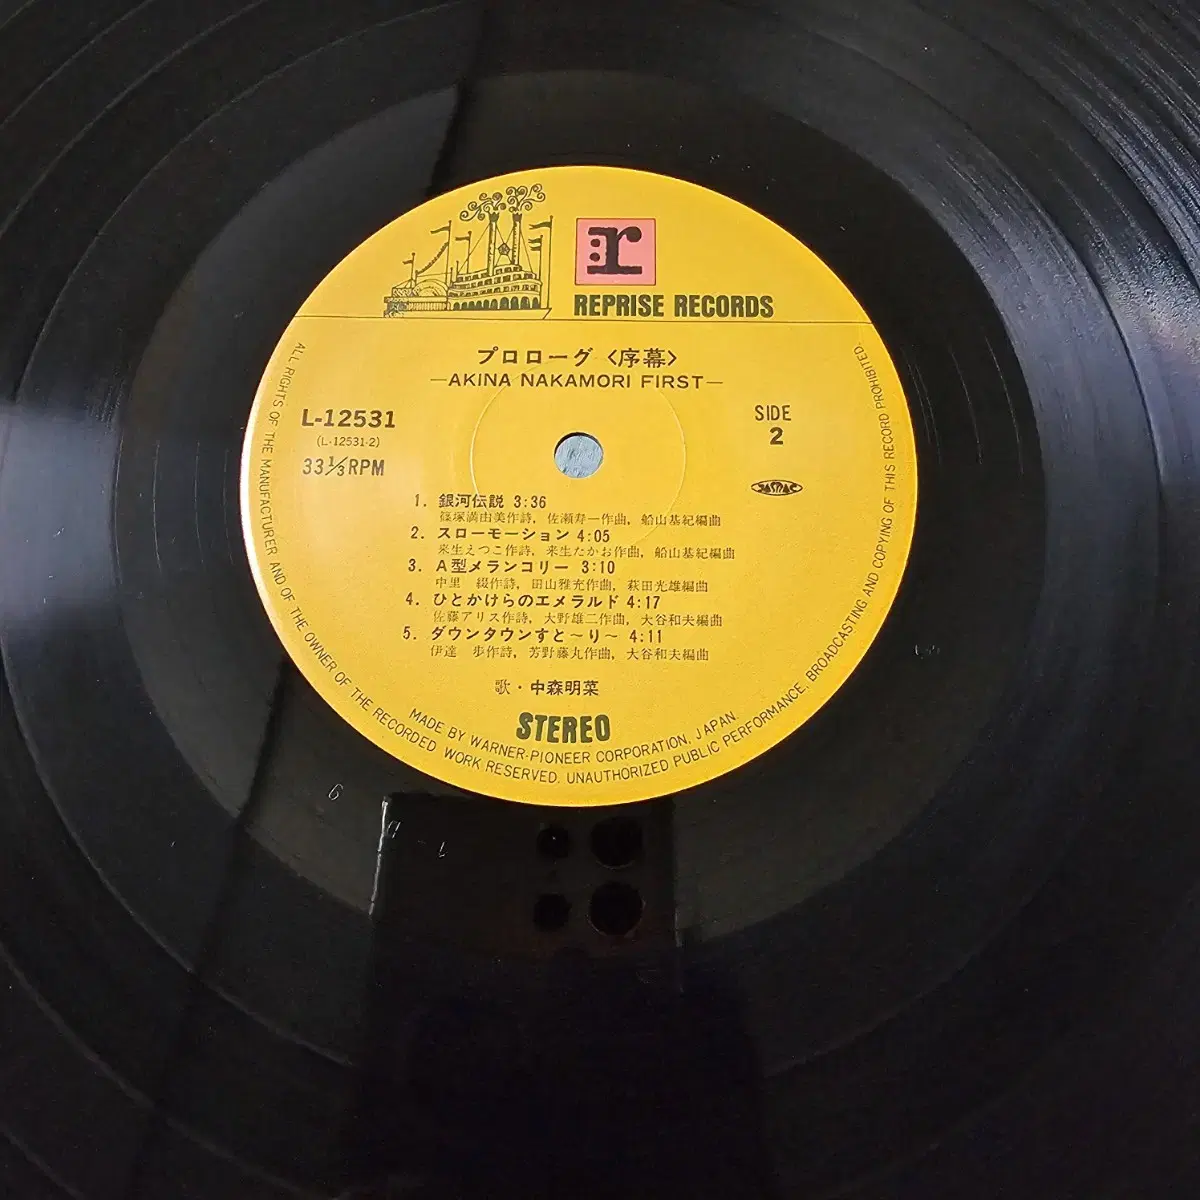 r
REPRISE RECORDS
プロローグ〈序幕〉
—AKINA NAKAMORI FIRST—
L-12531
(L-12531-2)
33⅓RPM
SIDE
2
JASRAC
1. 銀河伝説 3:36
篠塚満由美作詩, 佐瀬寿一作曲, 船山基紀編曲
2. スローモーション 4:05
来生えつこ作詩, 来生たかお作曲, 船山基紀編曲
3. A型メランコリー 3:10
中里 綴作詩, 田山雅充作曲, 萩田光雄編曲
4. ひとかけらのエメラルド 4:17
佐藤アリス作詩, 大野雄二作曲, 大谷和夫編曲
5. ダウンタウンすと〜り〜 4:11
伊達 歩作詩, 芳野藤丸作曲, 大谷和夫編曲
歌・中森明菜
STEREO
MADE BY WARNER-PIONEER CORPORATION, JAPAN.
ALL RIGHTS OF THE MANUFACTURER AND OF THE OWNER OF THE RECORDED WORK RESERVED. UNAUTHORIZED PUBLIC PERFORMANCE, BROADCASTING AND COPYING OF THIS RECORD PROHIBITED.